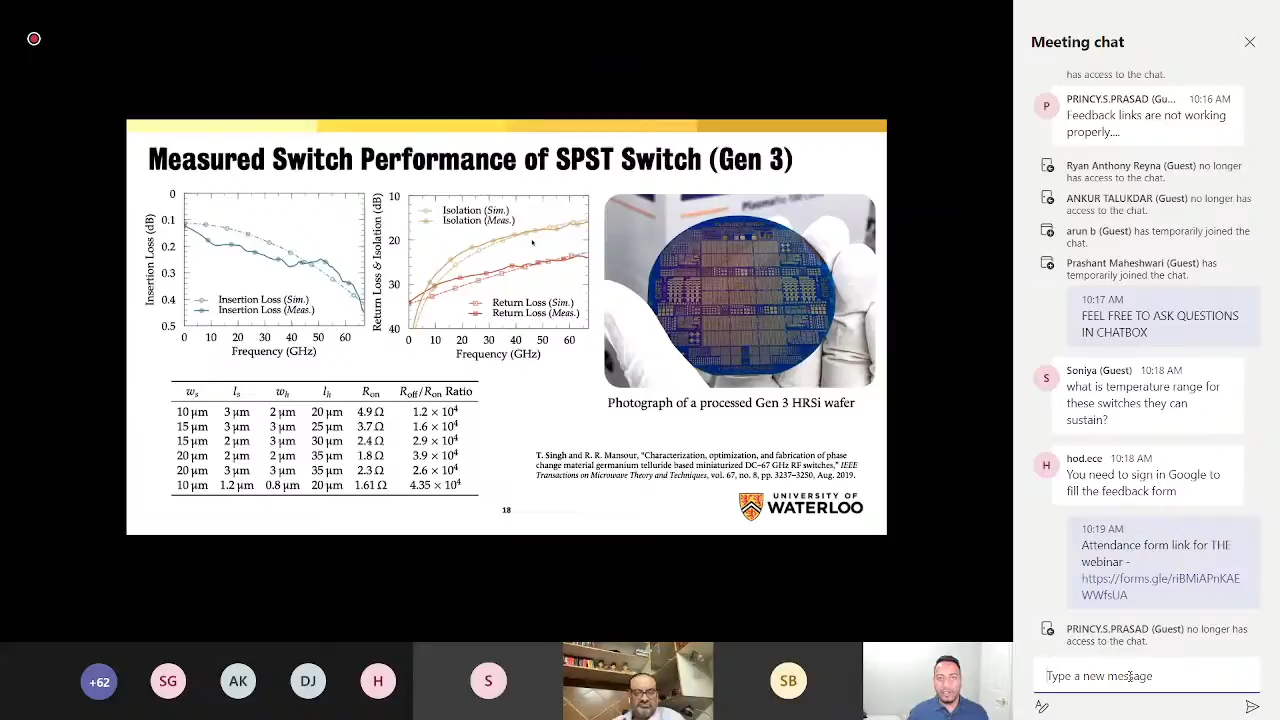 Measured Switch Performance of SPST Switch (Gen 3)
0
0.1
0.2
0.3
0.4
0.5
Insertion Loss (dB)
Insertion Loss (Sim.)
Insertion Loss (Meas.)
0 10 20 30 40 50 60
Frequency (GHz)
10
20
30
40
Return Loss & Isolation (dB)
Isolation (Sim.)
Isolation (Meas.)
Return Loss (Sim.)
Return Loss (Meas.)
0 10 20 30 40 50 60
Frequency (GHz)
Photograph of a processed Gen 3 HRSi wafer
ws ls wh lh Ron Roff/Ron Ratio
10 μm 3 μm 2 μm 20 μm 4.9 Ω 1.2 × 10⁴
15 μm 3 μm 3 μm 25 μm 3.7 Ω 1.6 × 10⁴
15 μm 2 μm 3 μm 30 μm 2.4 Ω 2.9 × 10⁴
20 μm 2 μm 2 μm 35 μm 1.8 Ω 3.9 × 10⁴
20 μm 3 μm 3 μm 35 μm 2.3 Ω 2.6 × 10⁴
10 μm 1.2 μm 0.8 μm 20 μm 1.61 Ω 4.35 × 10⁴
T. Singh and R. R. Mansour, "Characterization, optimization, and fabrication of phase
change material germanium telluride based miniaturized DC–67 GHz RF switches," IEEE
Transactions on Microwave Theory and Techniques, vol. 67, no. 8, pp. 3237–3250, Aug. 2019.
18
UNIVERSITY OF
WATERLOO
Meeting chat
has access to the chat.
P
PRINCY.S.PRASAD (Gu... 10:16 AM
Feedback links are not working
properly....
Ryan Anthony Reyna (Guest) no longer
has access to the chat.
ANKUR TALUKDAR (Guest) no longer
has access to the chat.
arun b (Guest) has temporarily joined the
chat.
Prashant Maheshwari (Guest) has
temporarily joined the chat.
10:17 AM
FEEL FREE TO ASK QUESTIONS
IN CHATBOX
S
Soniya (Guest) 10:18 AM
what is temperature range for
these switches they can
sustain?
H
hod.ece 10:18 AM
You need to sign in Google to
fill the feedback form
10:19 AM
Attendance form link for THE
webinar -
https://forms.gle/riBMiAPnKAE
WWfsUA
PRINCY.S.PRASAD (Guest) no longer
has access to the chat.
Type a new message
+62
SG
AK
DJ
H
S
SB